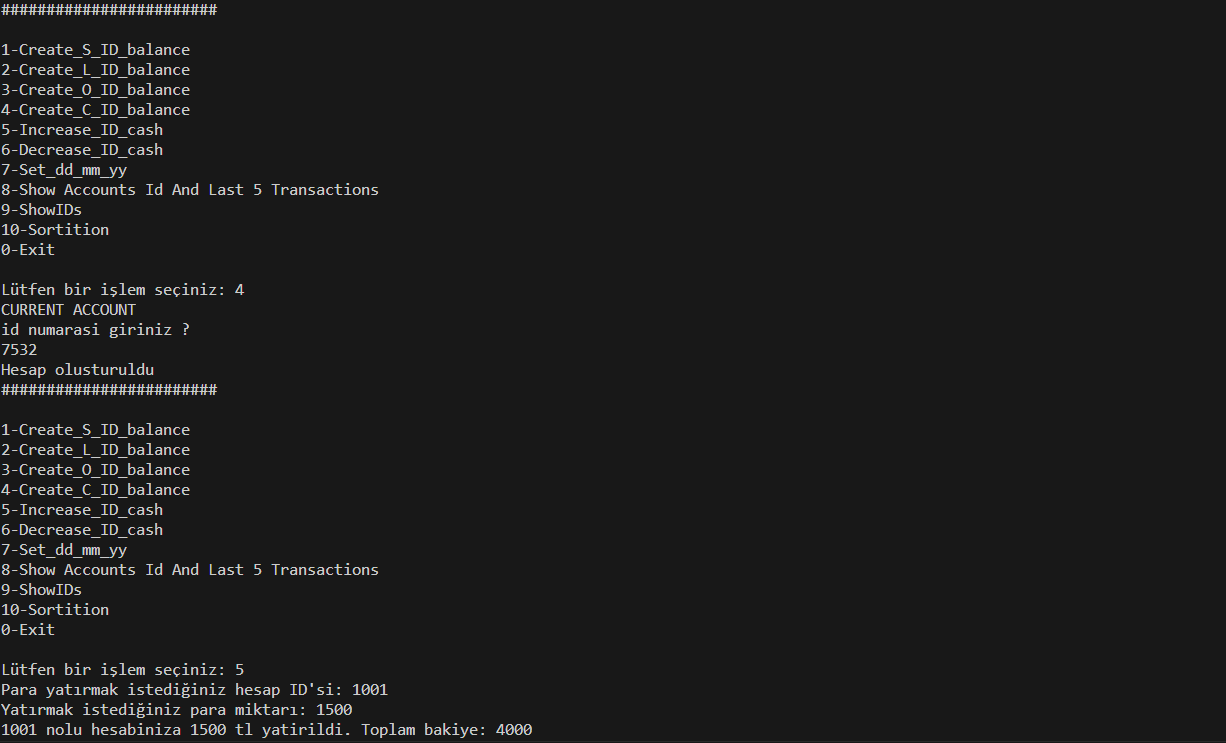 ########################
1-Create_S_ID_balance
2-Create_L_ID_balance
3-Create_O_ID_balance
4-Create_C_ID_balance
5-Increase_ID_cash
6-Decrease_ID_cash
7-Set_dd_mm_yy
8-Show Accounts Id And Last 5 Transactions
9-ShowIDs
10-Sortition
0-Exit
Lütfen bir işlem seçiniz: 4
CURRENT ACCOUNT
id numarasi giriniz ?
7532
Hesap olusturuldu
########################
1-Create_S_ID_balance
2-Create_L_ID_balance
3-Create_O_ID_balance
4-Create_C_ID_balance
5-Increase_ID_cash
6-Decrease_ID_cash
7-Set_dd_mm_yy
8-Show Accounts Id And Last 5 Transactions
9-ShowIDs
10-Sortition
0-Exit
Lütfen bir işlem seçiniz: 5
Para yatırmak istediğiniz hesap ID'si: 1001
Yatırmak istediğiniz para miktarı: 1500
1001 nolu hesabiniza 1500 tl yatirildi. Toplam bakiye: 4000